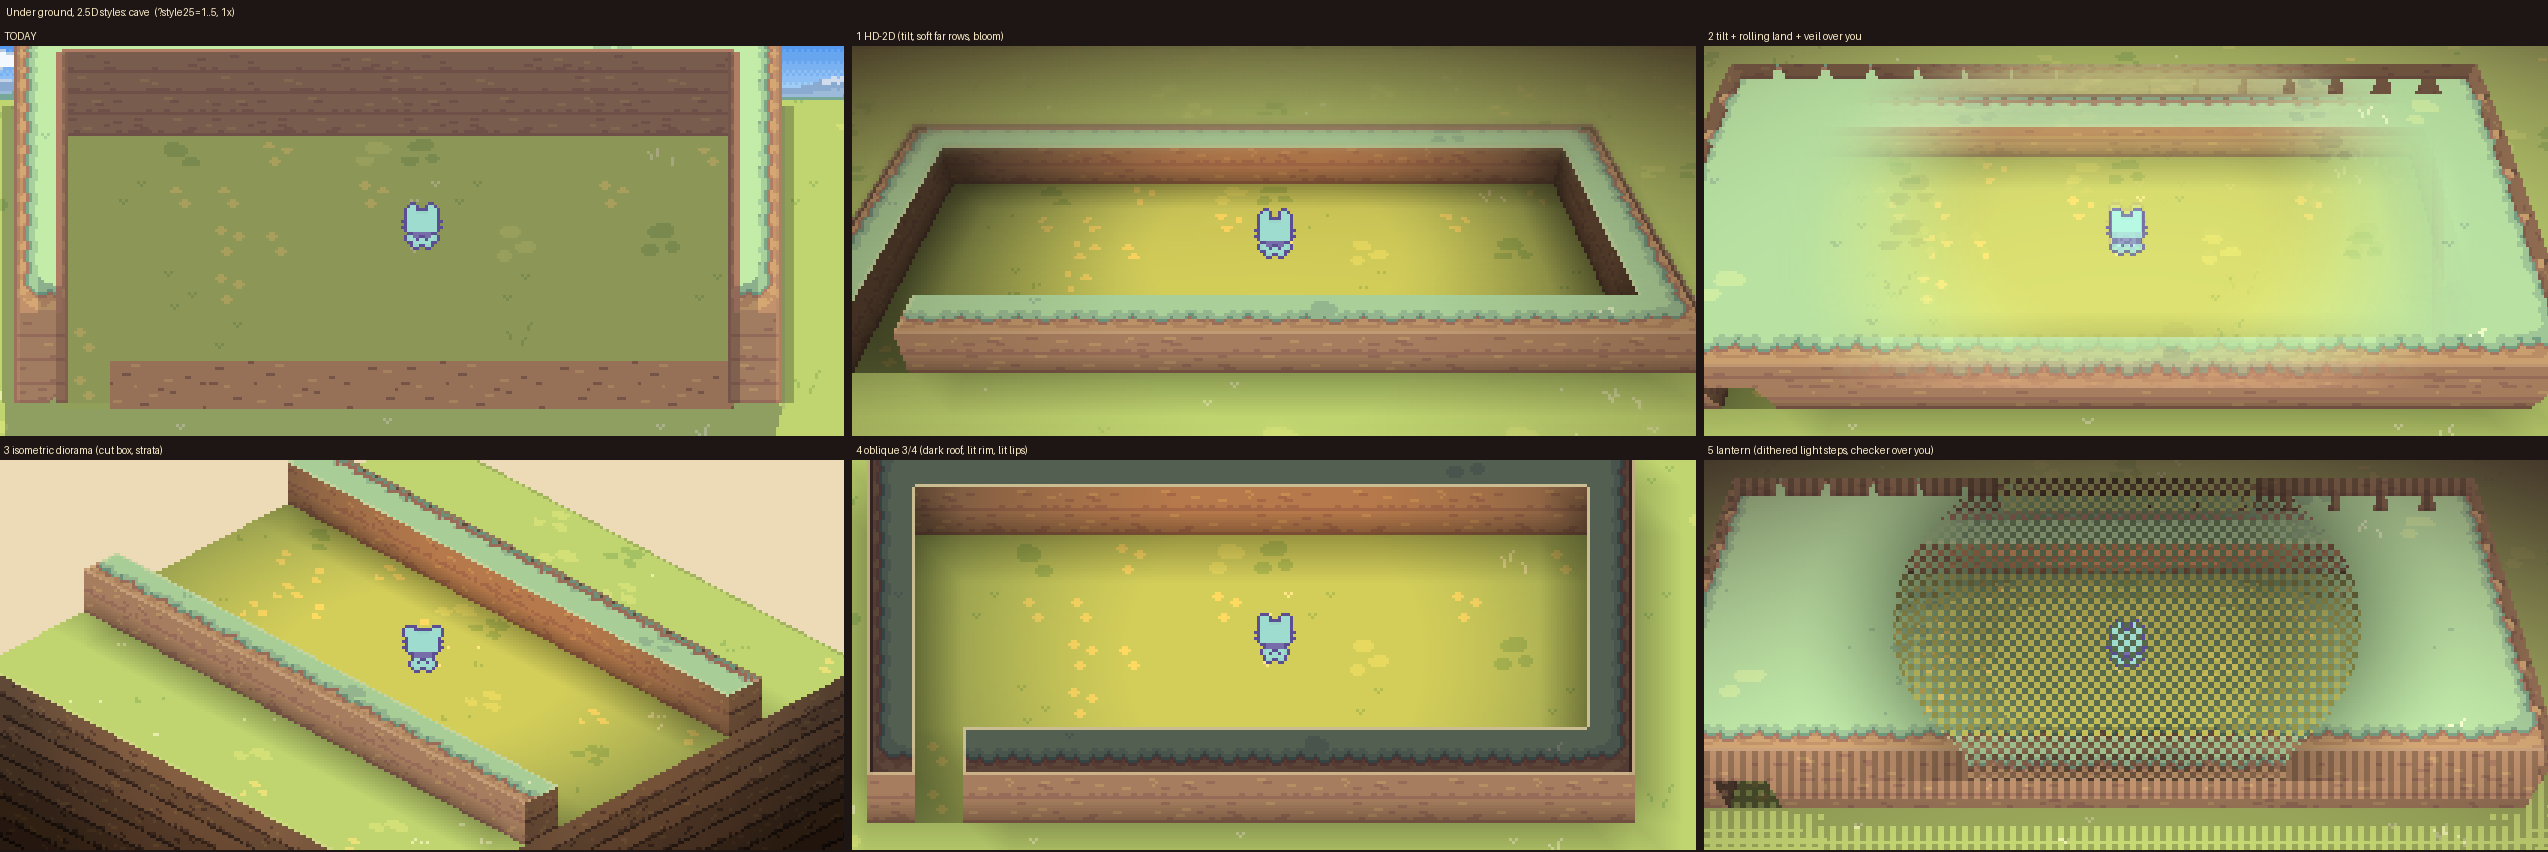 Under ground, 2.5D styles: cave (?style25=1..5, 1x)
TODAY
1 HD-2D (tilt, soft far rows, bloom)
2 tilt + rolling land + veil over you
3 isometric diorama (cut box, strata)
4 oblique 3/4 (dark roof, lit rim, lit lips)
5 lantern (dithered light steps, checker over you)